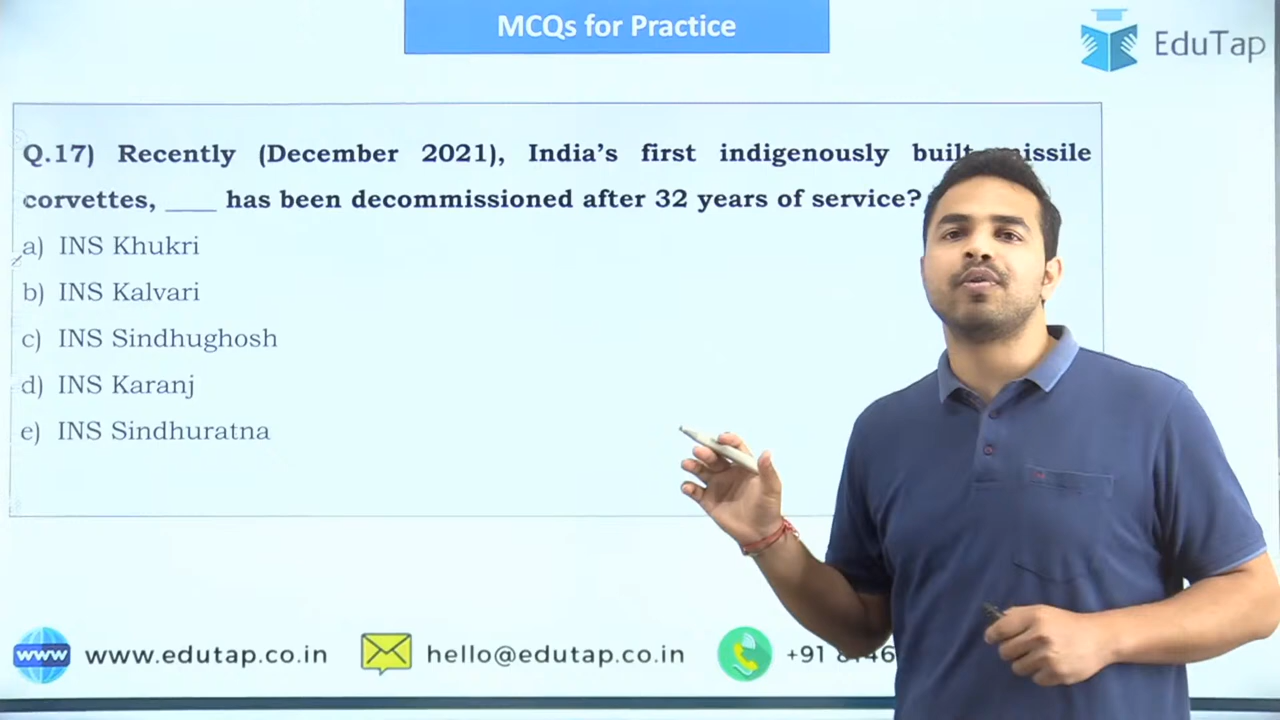 MCQs for Practice
EduTap
Q.17) Recently (December 2021), India’s first indigenously built missile
corvettes, ____ has been decommissioned after 32 years of service?
a) INS Khukri
b) INS Kalvari
c) INS Sindhughosh
d) INS Karanj
e) INS Sindhuratna
www
www.edutap.co.in
hello@edutap.co.in
+91